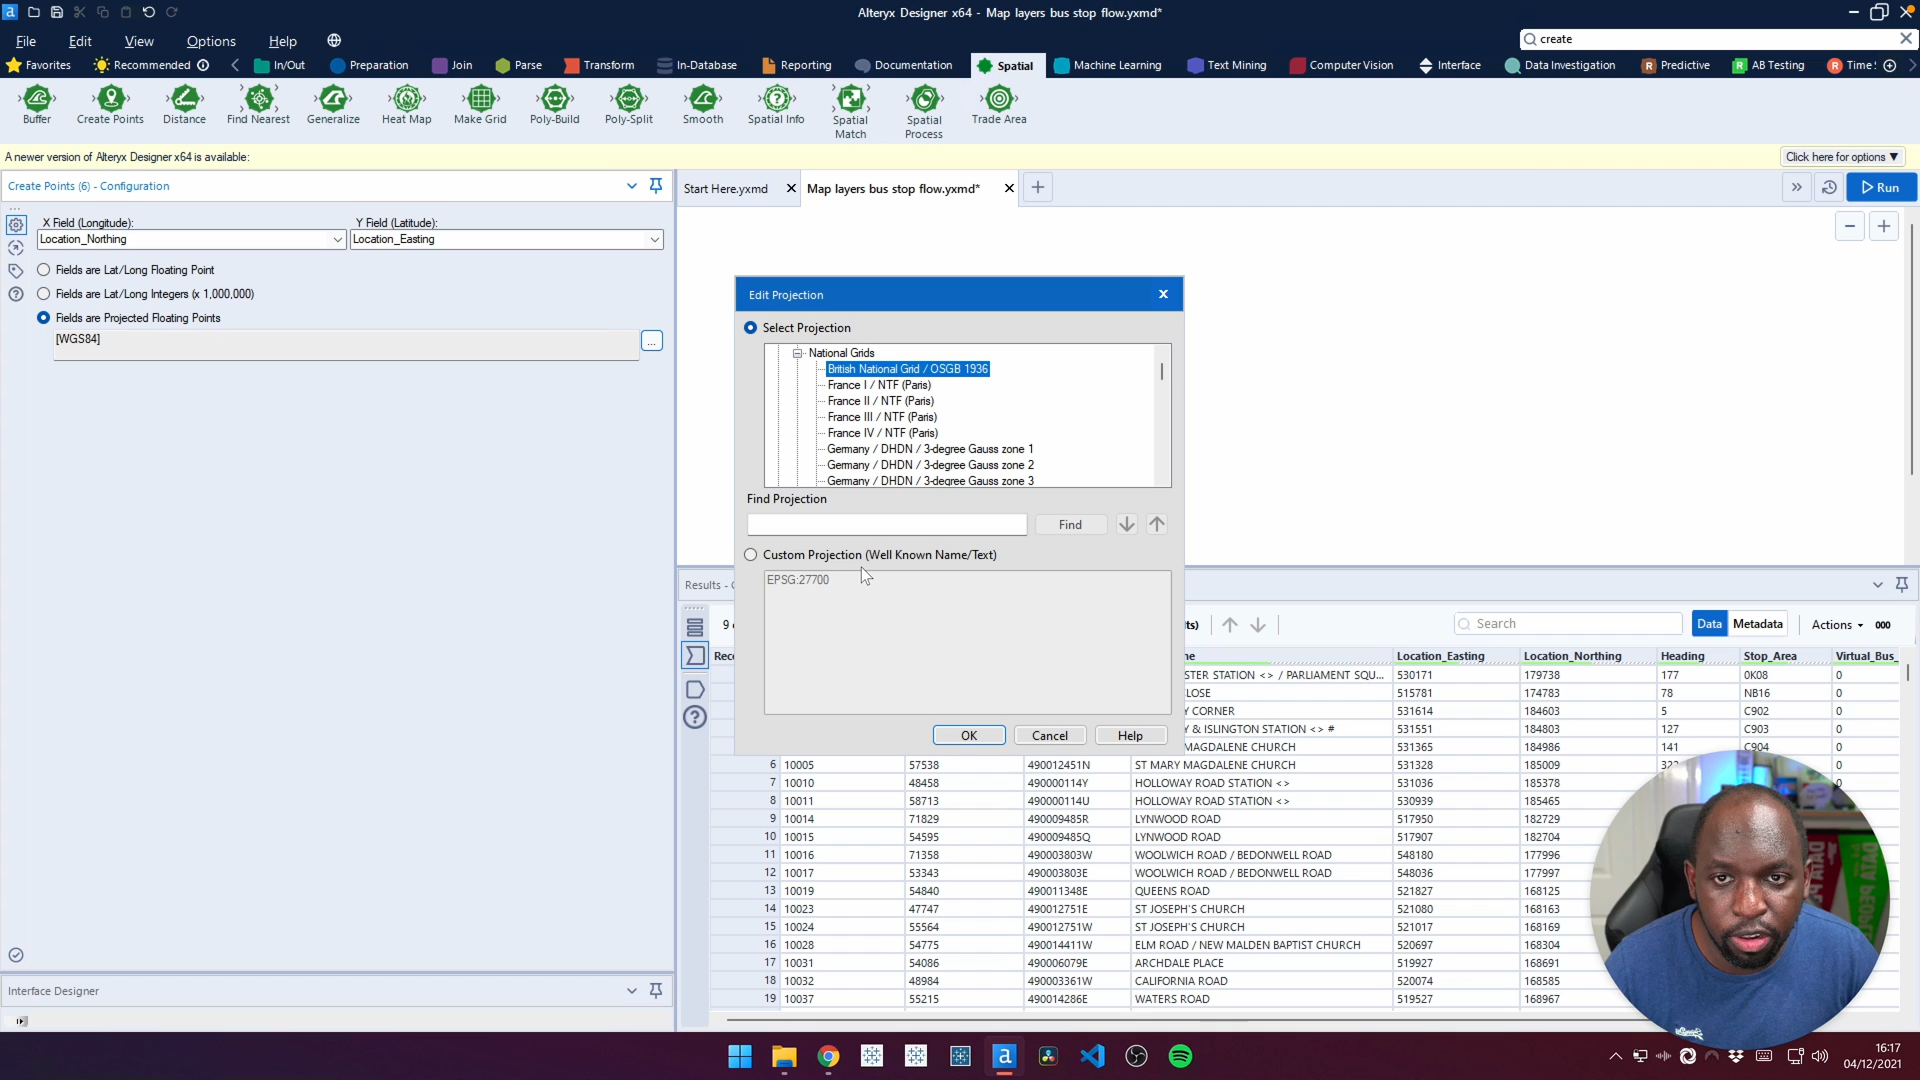 Alteryx Designer x64 - Map layers bus stop flow.yxmd*
File Edit View Options Help
create
Favorites Recommended In/Out Preparation Join Parse Transform In-Database Reporting Documentation Spatial Machine Learning Text Mining Computer Vision Interface Data Investigation Predictive AB Testing Time
Buffer Create Points Distance Find Nearest Generalize Heat Map Make Grid Poly-Build Poly-Split Smooth Spatial Info Spatial Match Spatial Process Trade Area
A newer version of Alteryx Designer x64 is available:
Click here for options ▼
Create Points (6) - Configuration
Start Here.yxmd
Map layers bus stop flow.yxmd*
Run
X Field (Longitude):
Y Field (Latitude):
Location_Northing
Location_Easting
Fields are Lat/Long Floating Point
Fields are Lat/Long Integers (x 1,000,000)
Fields are Projected Floating Points
[WGS84]
...
Edit Projection
Select Projection
National Grids
British National Grid / OSGB 1936
France I / NTF (Paris)
France II / NTF (Paris)
France III / NTF (Paris)
France IV / NTF (Paris)
Germany / DHDN / 3-degree Gauss zone 1
Germany / DHDN / 3-degree Gauss zone 2
Germany / DHDN / 3-degree Gauss zone 3
Find Projection
Find
Custom Projection (Well Known Name/Text)
EPSG:27700
OK Cancel Help
Results -
Search
Data Metadata Actions 000
Location_Easting Location_Northing Heading Stop_Area Virtual_Bus_
STER STATION <> / PARLIAMENT SQU... 530171 179738 177 0K08 0
LOSE 515781 174783 78 NB16 0
Y CORNER 531614 184603 5 C902 0
Y & ISLINGTON STATION <> # 531551 184803 127 C903 0
MAGDALENE CHURCH 531365 184986 141 C904 0
6 10005 57538 490012451N ST MARY MAGDALENE CHURCH 531328 185009
7 10010 48458 490000114Y HOLLOWAY ROAD STATION <> 531036 185378
8 10011 58713 490000114U HOLLOWAY ROAD STATION <> 530939 185465
9 10014 71829 490009485R LYNWOOD ROAD 517950 182729
10 10015 54595 490009485Q LYNWOOD ROAD 517907 182704
11 10016 71358 490003803W WOOLWICH ROAD / BEDONWELL ROAD 548180 177996
12 10017 53343 490003803E WOOLWICH ROAD / BEDONWELL ROAD 548036 177997
13 10019 54840 490011348E QUEENS ROAD 521827 168125
14 10023 47747 490012751E ST JOSEPH'S CHURCH 521080 168163
15 10024 55564 490012751W ST JOSEPH'S CHURCH 521017 168169
16 10028 54775 490014411W ELM ROAD / NEW MALDEN BAPTIST CHURCH 520697 168304
17 10031 54086 490006079E ARCHDALE PLACE 519927 168691
18 10032 48984 490003361W CALIFORNIA ROAD 520074 168585
19 10037 55215 490014286E WATERS ROAD 519527 168967
Interface Designer
16:17
04/12/2021